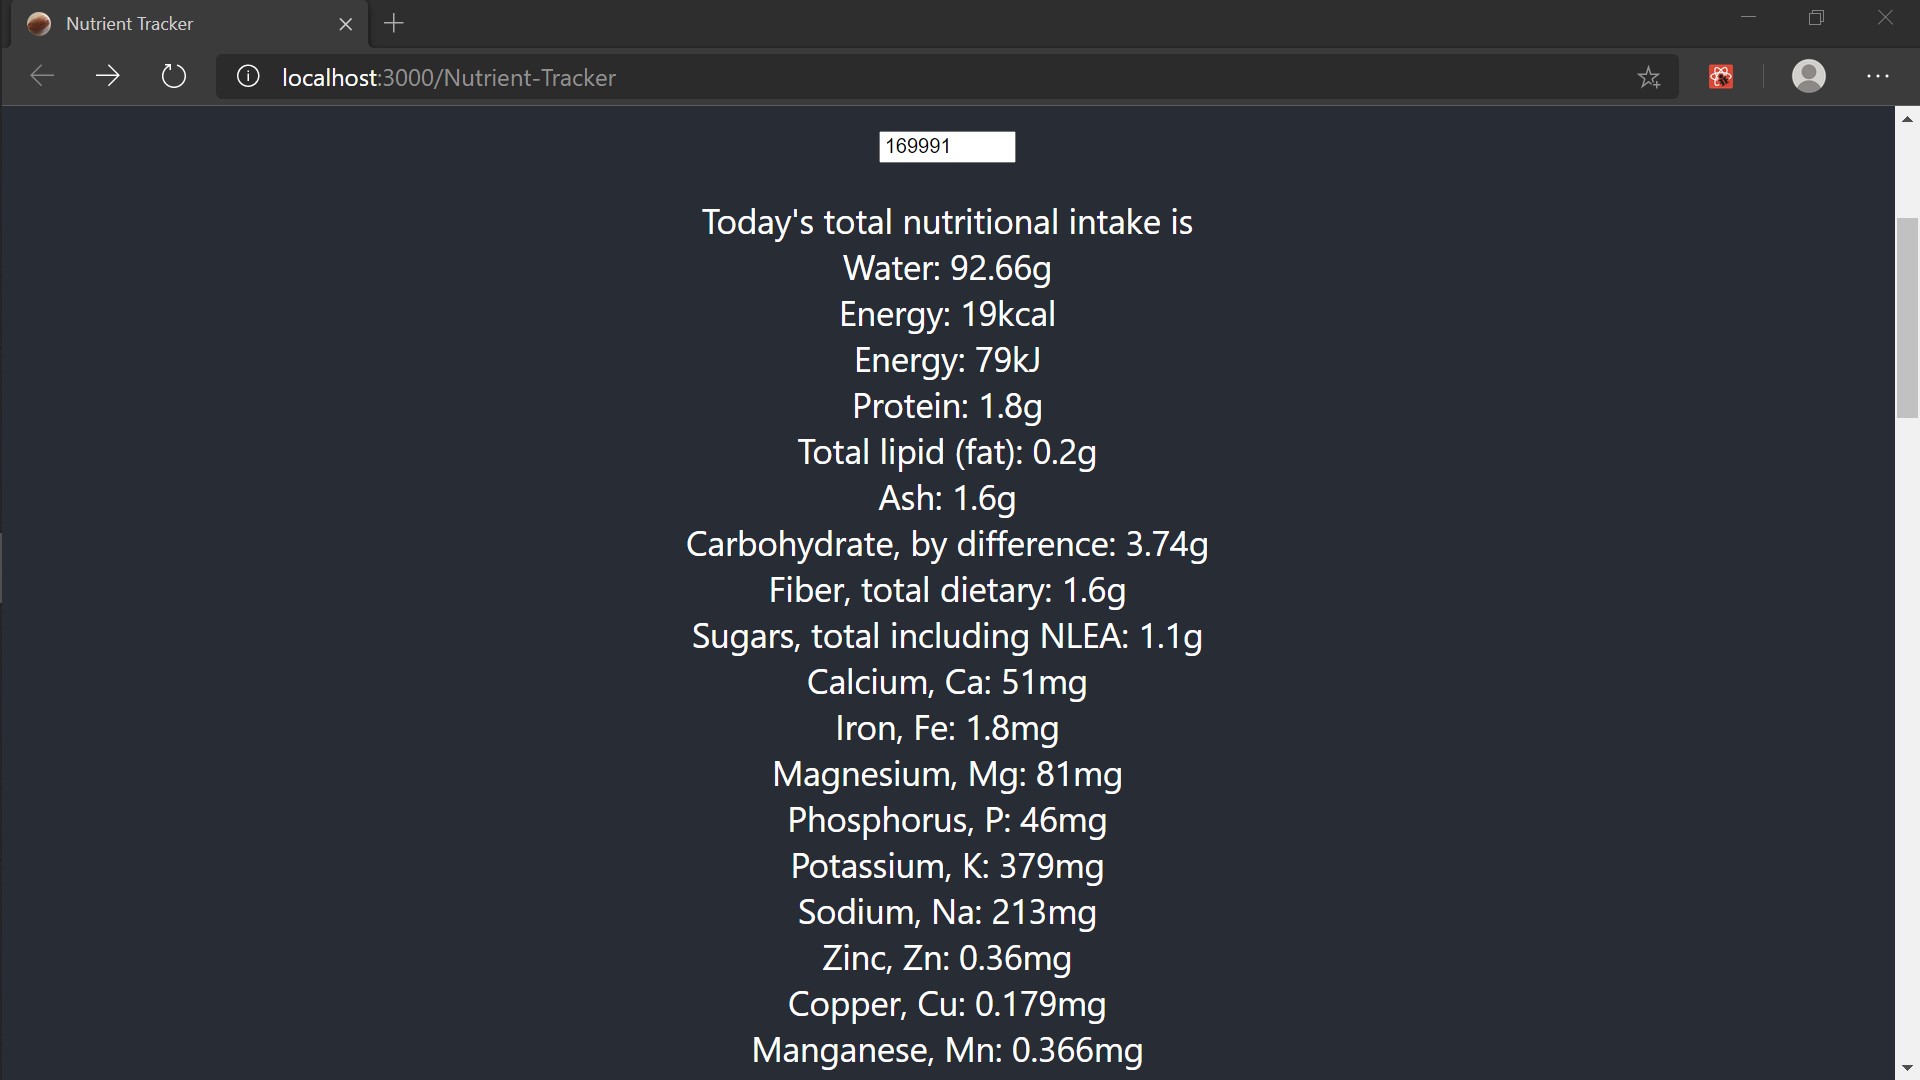 Nutrient Tracker
localhost:3000/Nutrient-Tracker
169991
Today's total nutritional intake is
Water: 92.66g
Energy: 19kcal
Energy: 79kJ
Protein: 1.8g
Total lipid (fat): 0.2g
Ash: 1.6g
Carbohydrate, by difference: 3.74g
Fiber, total dietary: 1.6g
Sugars, total including NLEA: 1.1g
Calcium, Ca: 51mg
Iron, Fe: 1.8mg
Magnesium, Mg: 81mg
Phosphorus, P: 46mg
Potassium, K: 379mg
Sodium, Na: 213mg
Zinc, Zn: 0.36mg
Copper, Cu: 0.179mg
Manganese, Mn: 0.366mg